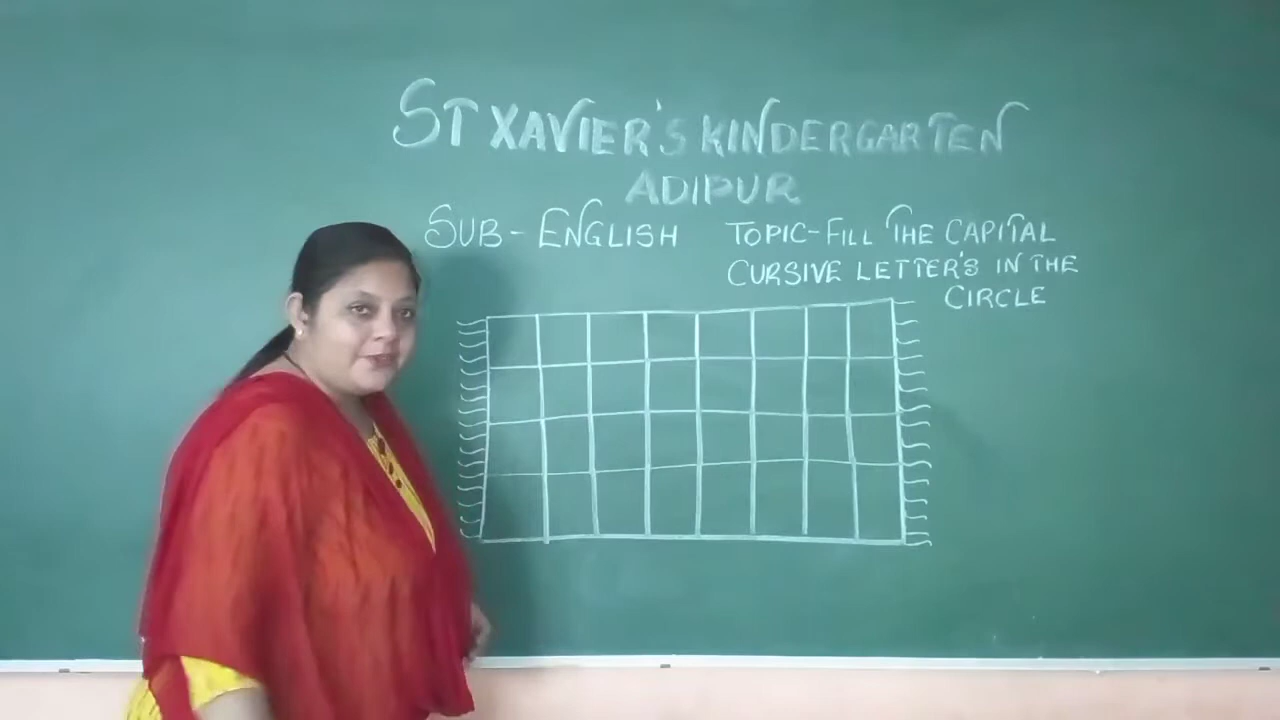 ST XAVIER'S KINDERGARTEN
ADIPUR
SUB - ENGLISH
TOPIC-FILL THE CAPITAL
CURSIVE LETTER'S IN THE
CIRCLE